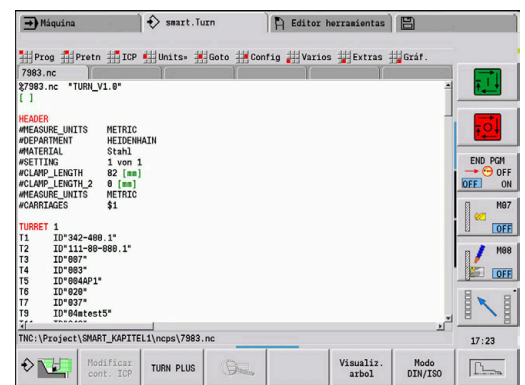 Máquina
smart.Turn
Editor herramientas
Prog Pretn ICP Units» Goto Config Varios Extras Gráf.
7983.nc
%7983.nc "TURN_V1.0"
[ ]
HEADER
#MEASURE_UNITS METRIC
#DEPARTMENT HEIDENHAIN
#MATERIAL Stahl
#SETTING 1 von 1
#CLAMP_LENGTH 82 [mm]
#CLAMP_LENGTH_2 0 [mm]
#MEASURE_UNITS METRIC
#CARRIAGES $1
TURRET 1
T1 ID"342-400.1"
T2 ID"111-80-080.1"
T3 ID"007"
T4 ID"003"
T5 ID"004AP1"
T6 ID"020"
T7 ID"037"
T9 ID"04mtest5"
TNC:\Project\SMART_KAPITEL1\ncps\7983.nc
END PGM
OFF
OFF ON
M07
OFF
M08
OFF
17:23
Modificar
cont. ICP
TURN PLUS
Visualiz.
arbol
Modo
DIN/ISO